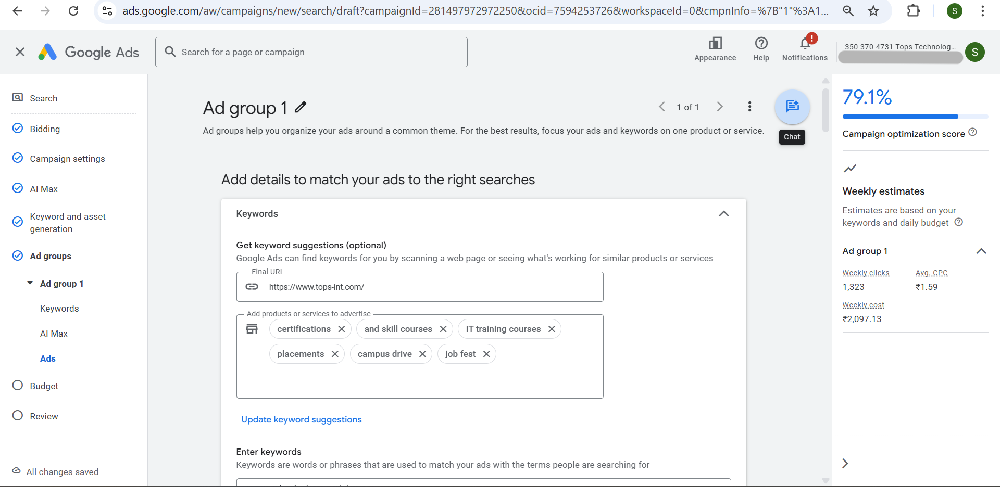 ads.google.com/aw/campaigns/new/search/draft?campaignId=281497972972250&ocid=7594253726&workspaceId=0&cmpnInfo=%7B"1"%3A1...
S
Google Ads
Search for a page or campaign
Appearance
Help
!
Notifications
350-370-4731 Tops Technolog...
S
Search
Bidding
Campaign settings
AI Max
Keyword and asset
generation
Ad groups
Ad group 1
Keywords
AI Max
Ads
Budget
Review
All changes saved
Ad group 1
1 of 1
Ad groups help you organize your ads around a common theme. For the best results, focus your ads and keywords on one product or service.
Chat
Add details to match your ads to the right searches
Keywords
Get keyword suggestions (optional)
Google Ads can find keywords for you by scanning a web page or seeing what's working for similar products or services
Final URL
https://www.tops-int.com/
Add products or services to advertise
certifications
and skill courses
IT training courses
placements
campus drive
job fest
Update keyword suggestions
Enter keywords
Keywords are words or phrases that are used to match your ads with the terms people are searching for
79.1%
Campaign optimization score
Weekly estimates
Estimates are based on your
keywords and daily budget
Ad group 1
Weekly clicks Avg. CPC
1,323 ₹1.59
Weekly cost
₹2,097.13